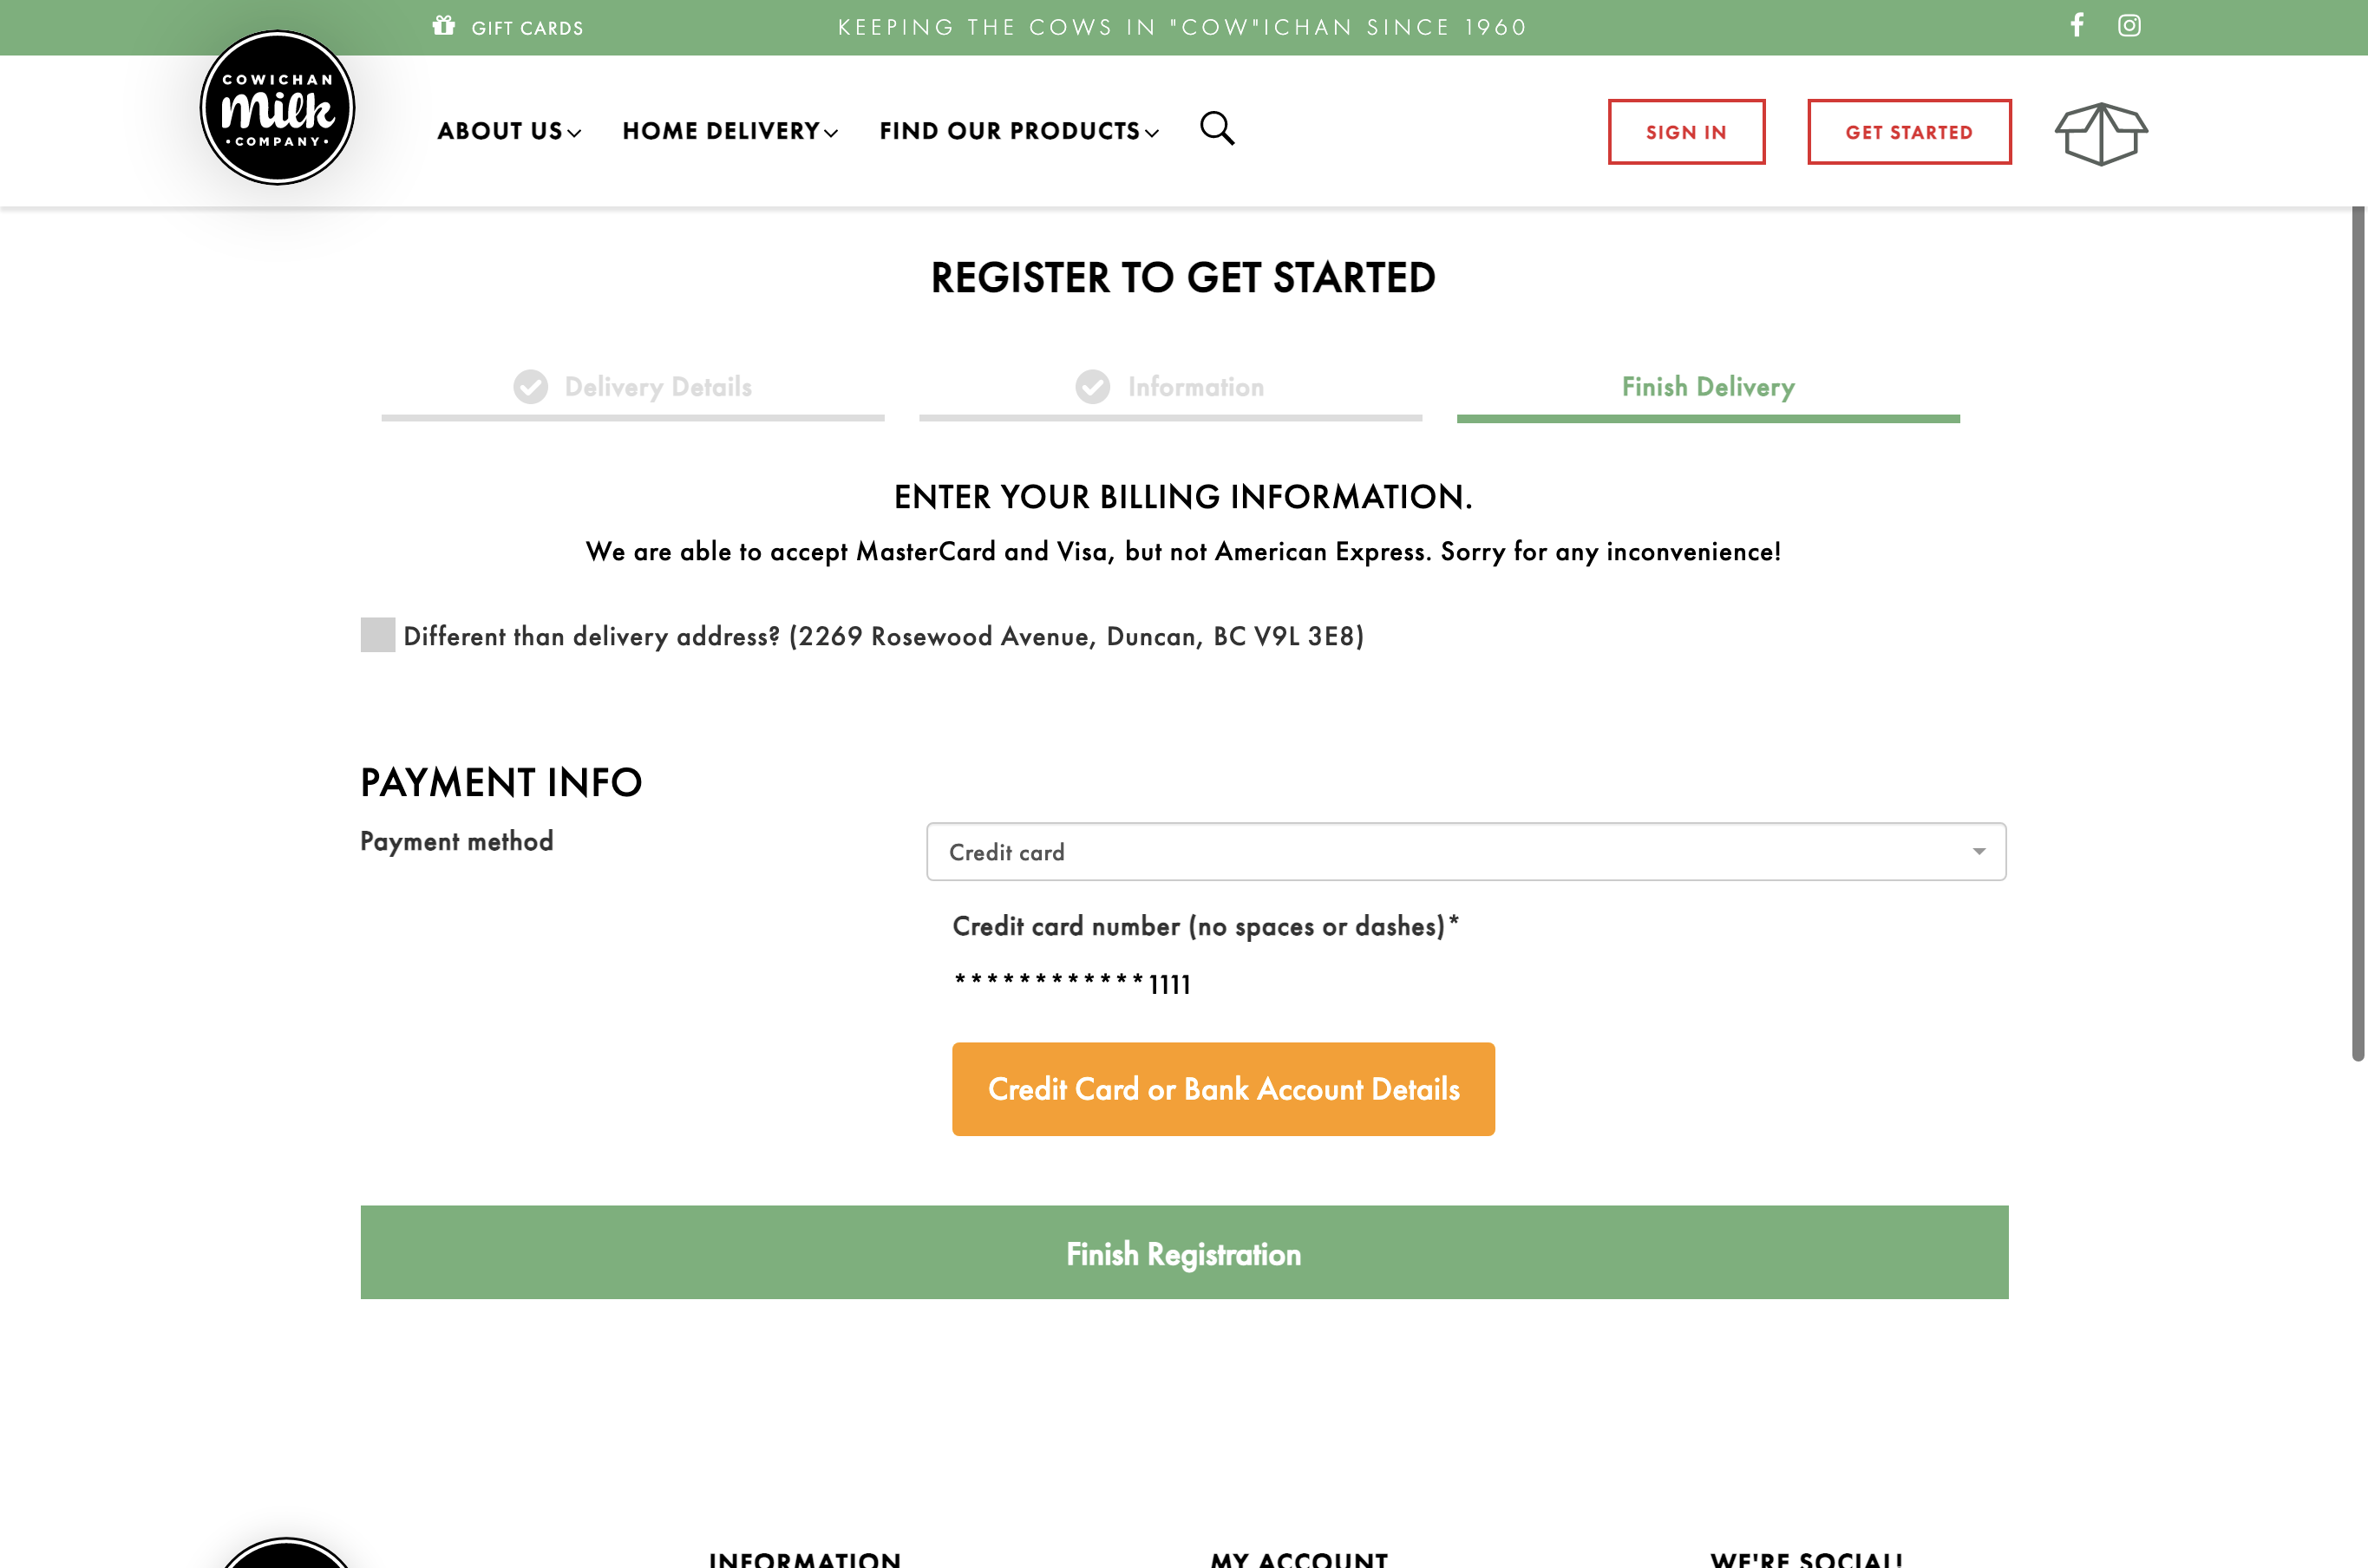 GIFT CARDS
KEEPING THE COWS IN "COW"ICHAN SINCE 1960
COWICHAN
milk
•COMPANY•
ABOUT US
HOME DELIVERY
FIND OUR PRODUCTS
SIGN IN
GET STARTED
REGISTER TO GET STARTED
Delivery Details
Information
Finish Delivery
ENTER YOUR BILLING INFORMATION.
We are able to accept MasterCard and Visa, but not American Express. Sorry for any inconvenience!
Different than delivery address? (2269 Rosewood Avenue, Duncan, BC V9L 3E8)
PAYMENT INFO
Payment method
Credit card
Credit card number (no spaces or dashes)*
************1111
Credit Card or Bank Account Details
Finish Registration
INFORMATION
MY ACCOUNT
WE'RE SOCIAL!